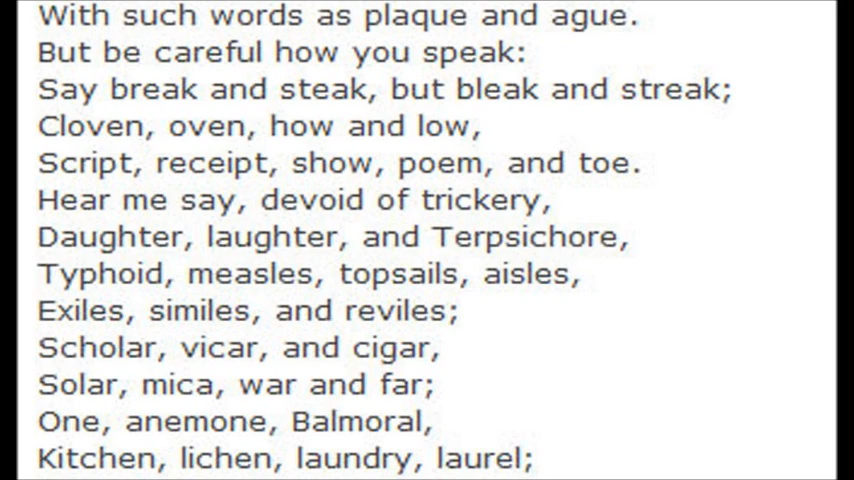 With such words as plaque and ague.
But be careful how you speak:
Say break and steak, but bleak and streak;
Cloven, oven, how and low,
Script, receipt, show, poem, and toe.
Hear me say, devoid of trickery,
Daughter, laughter, and Terpsichore,
Typhoid, measles, topsails, aisles,
Exiles, similes, and reviles;
Scholar, vicar, and cigar,
Solar, mica, war and far;
One, anemone, Balmoral,
Kitchen, lichen, laundry, laurel;